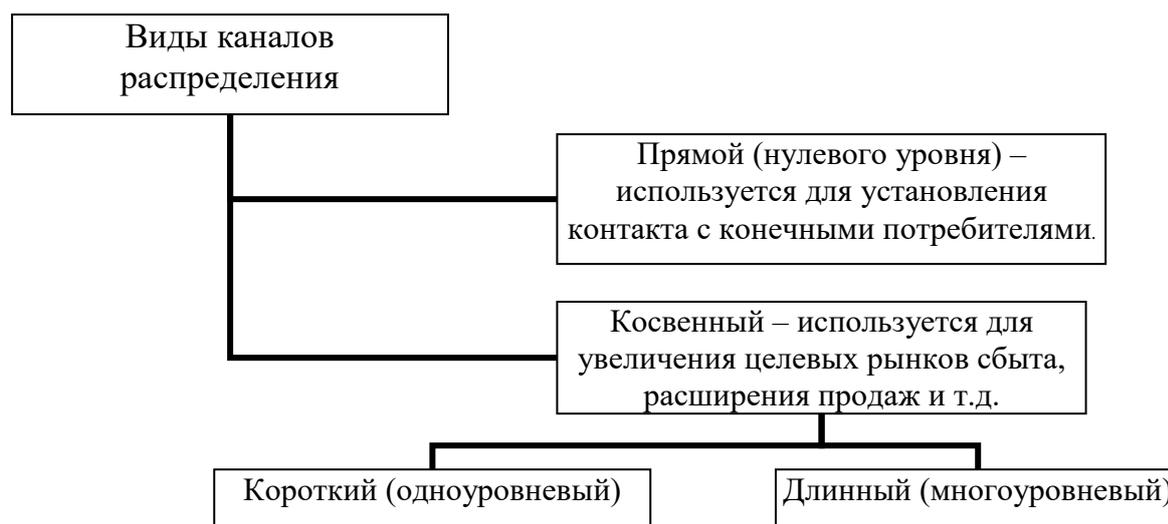 Виды каналов
распределения
Прямой (нулевого уровня) –
используется для установления
контакта с конечными потребителями.
Косвенный – используется для
увеличения целевых рынков сбыта,
расширения продаж и т.д.
Короткий (одноуровневый)
Длинный (многоуровневый)